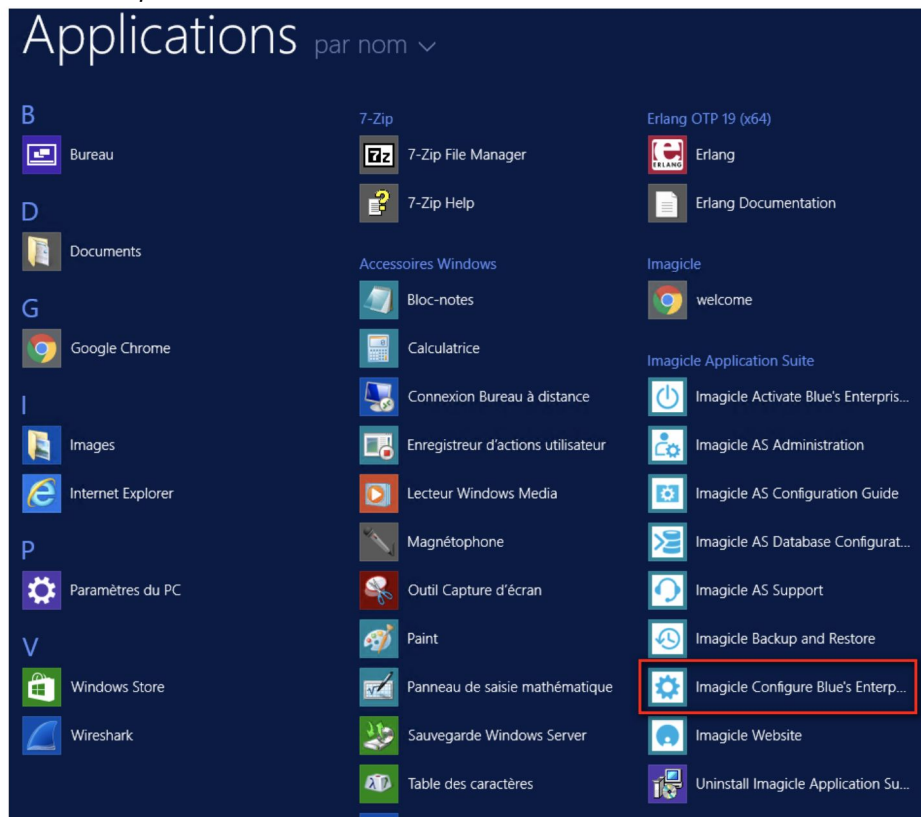 Applications par nom
B
Bureau
D
Documents
G
Google Chrome
I
Images
Internet Explorer
P
Paramètres du PC
V
Windows Store
Wireshark
7-Zip
7-Zip File Manager
7-Zip Help
Accessoires Windows
Bloc-notes
Calculatrice
Connexion Bureau à distance
Enregistreur d'actions utilisateur
Lecteur Windows Media
Magnétophone
Outil Capture d'écran
Paint
Panneau de saisie mathématique
Sauvegarde Windows Server
Table des caractères
Erlang OTP 19 (x64)
Erlang
Erlang Documentation
Imagicle
welcome
Imagicle Application Suite
Imagicle Activate Blue's Enterpris...
Imagicle AS Administration
Imagicle AS Configuration Guide
Imagicle AS Database Configurat...
Imagicle AS Support
Imagicle Backup and Restore
Imagicle Configure Blue's Enterp...
Imagicle Website
Uninstall Imagicle Application Su...